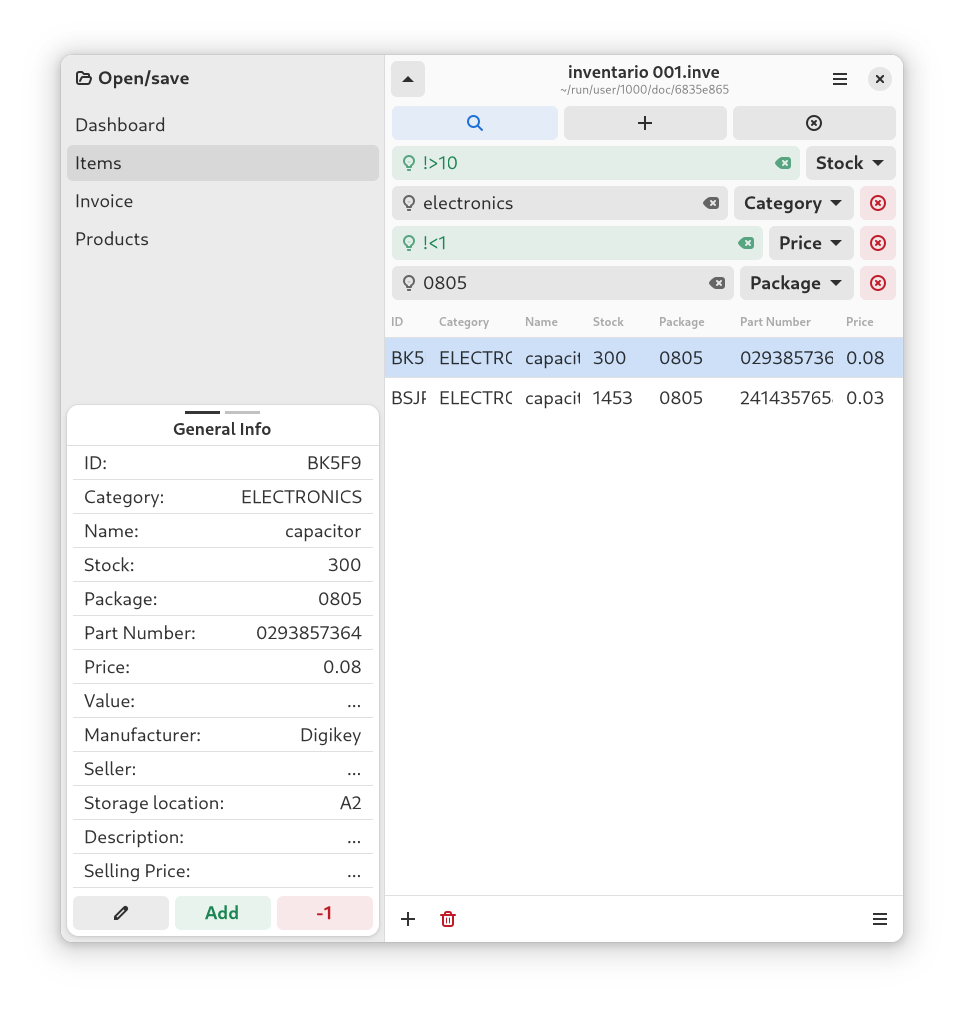 Open/save
Dashboard
Items
Invoice
Products
General Info
ID: BK5F9
Category: ELECTRONICS
Name: capacitor
Stock: 300
Package: 0805
Part Number: 0293857364
Price: 0.08
Value: ...
Manufacturer: Digikey
Seller: ...
Storage location: A2
Description: ...
Selling Price: ...
Add -1
inventario 001.inve
~/run/user/1000/doc/6835e865
!>10 Stock
electronics Category
!<1 Price
0805 Package
ID Category Name Stock Package Part Number Price
BK5 ELECTRC capacit 300 0805 029385736 0.08
BSJF ELECTRC capacit 1453 0805 241435765 0.03